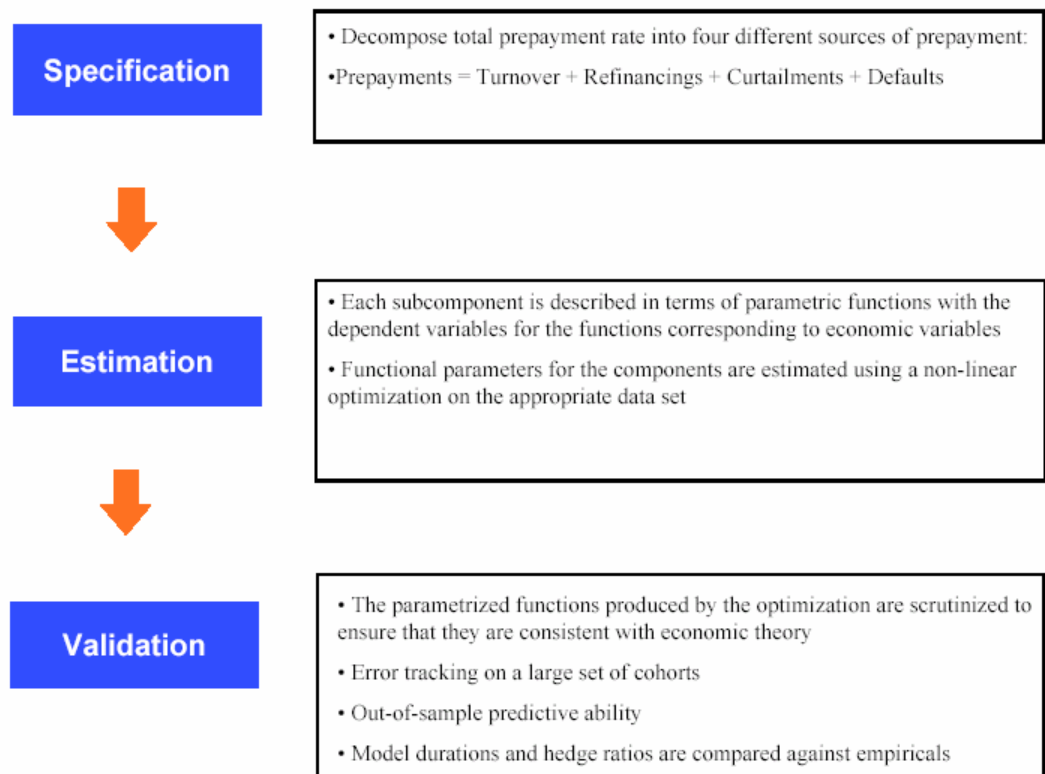 Specification
• Decompose total prepayment rate into four different sources of prepayment:
•Prepayments = Turnover + Refinancings + Curtailments + Defaults
Estimation
• Each subcomponent is described in terms of parametric functions with the
dependent variables for the functions corresponding to economic variables
• Functional parameters for the components are estimated using a non-linear
optimization on the appropriate data set
Validation
• The parametrized functions produced by the optimization are scrutinized to
ensure that they are consistent with economic theory
• Error tracking on a large set of cohorts
• Out-of-sample predictive ability
• Model durations and hedge ratios are compared against empiricals